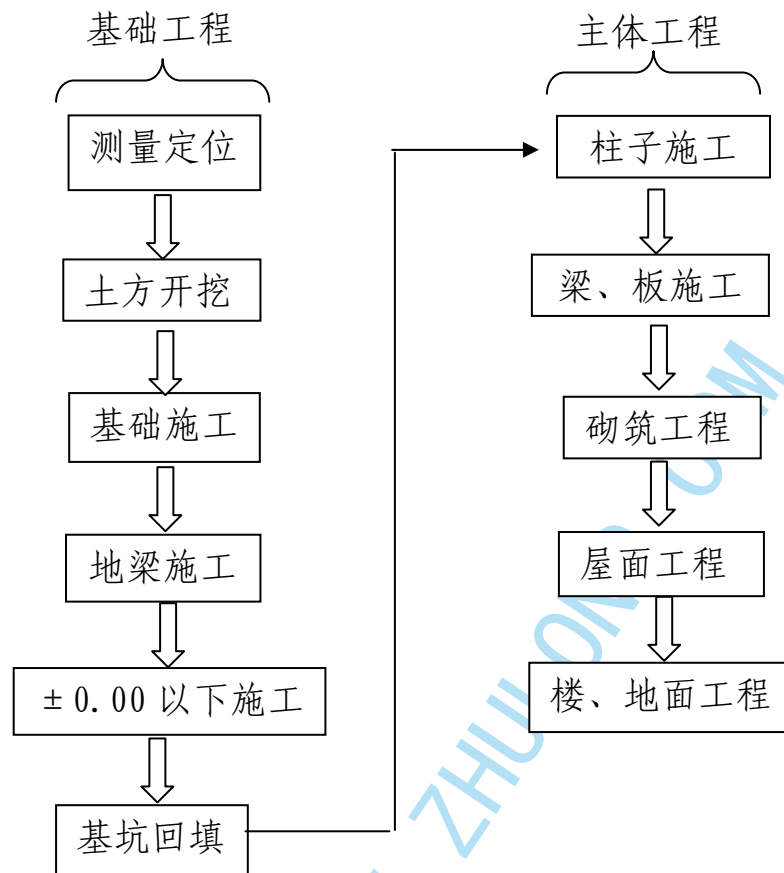 基础工程
测量定位
土方开挖
基础施工
地梁施工
±0.00以下施工
基坑回填
主体工程
柱子施工
梁、板施工
砌筑工程
屋面工程
楼、地面工程
ZHULONG.COM